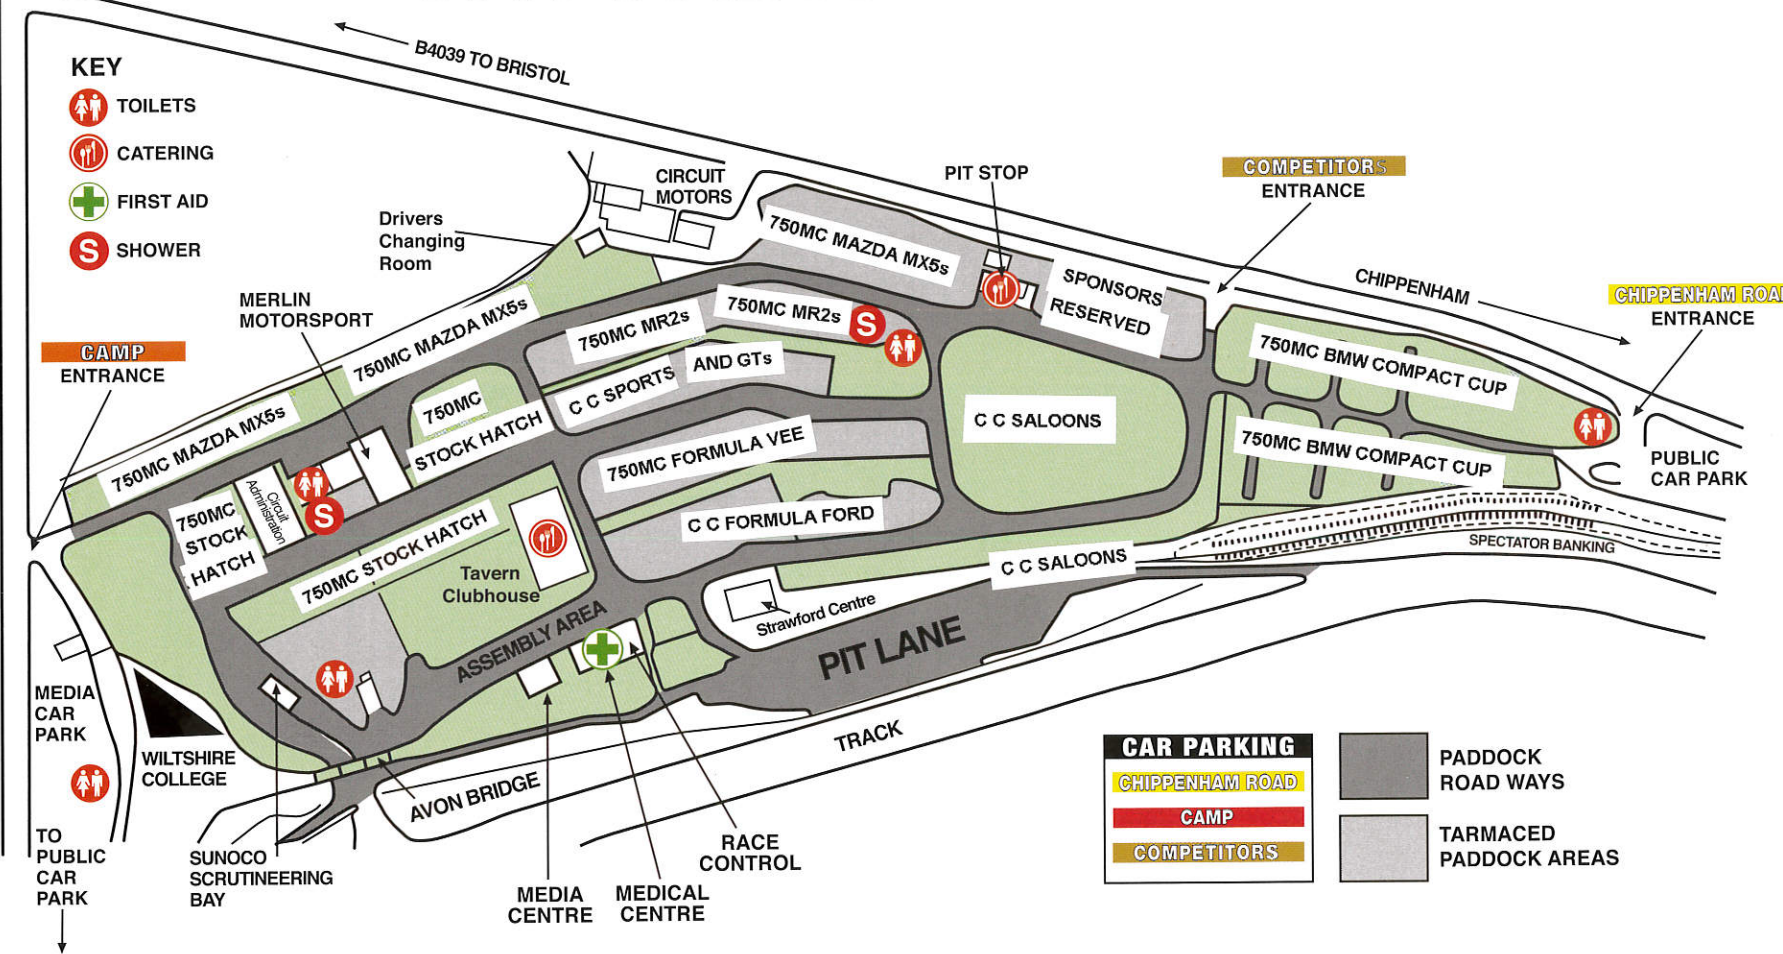 B4039 TO BRISTOL
KEY
TOILETS
CATERING
FIRST AID
S SHOWER
CIRCUIT
MOTORS
PIT STOP
COMPETITORS
ENTRANCE
Drivers
Changing
Room
750MC MAZDA MX5s
SPONSORS
RESERVED
CHIPPENHAM
CHIPPENHAM ROA
ENTRANCE
MERLIN
MOTORSPORT
750MC MAZDA MX5s
750MC MR2s
750MC MR2s
S
CAMP
ENTRANCE
750MC BMW COMPACT CUP
C C SPORTS
AND GTs
750MC
STOCK HATCH
C C SALOONS
750MC MAZDA MX5s
750MC FORMULA VEE
750MC BMW COMPACT CUP
PUBLIC
CAR PARK
750MC
STOCK
HATCH
Circuit
Administration
S
750MC STOCK HATCH
C C FORMULA FORD
C C SALOONS
SPECTATOR BANKING
Tavern
Clubhouse
Strawford Centre
ASSEMBLY AREA
PIT LANE
MEDIA
CAR
PARK
WILTSHIRE
COLLEGE
TRACK
AVON BRIDGE
TO
PUBLIC
CAR
PARK
SUNOCO
SCRUTINEERING
BAY
MEDIA
CENTRE
MEDICAL
CENTRE
RACE
CONTROL
CAR PARKING
CHIPPENHAM ROAD
CAMP
COMPETITORS
PADDOCK
ROAD WAYS
TARMACED
PADDOCK AREAS